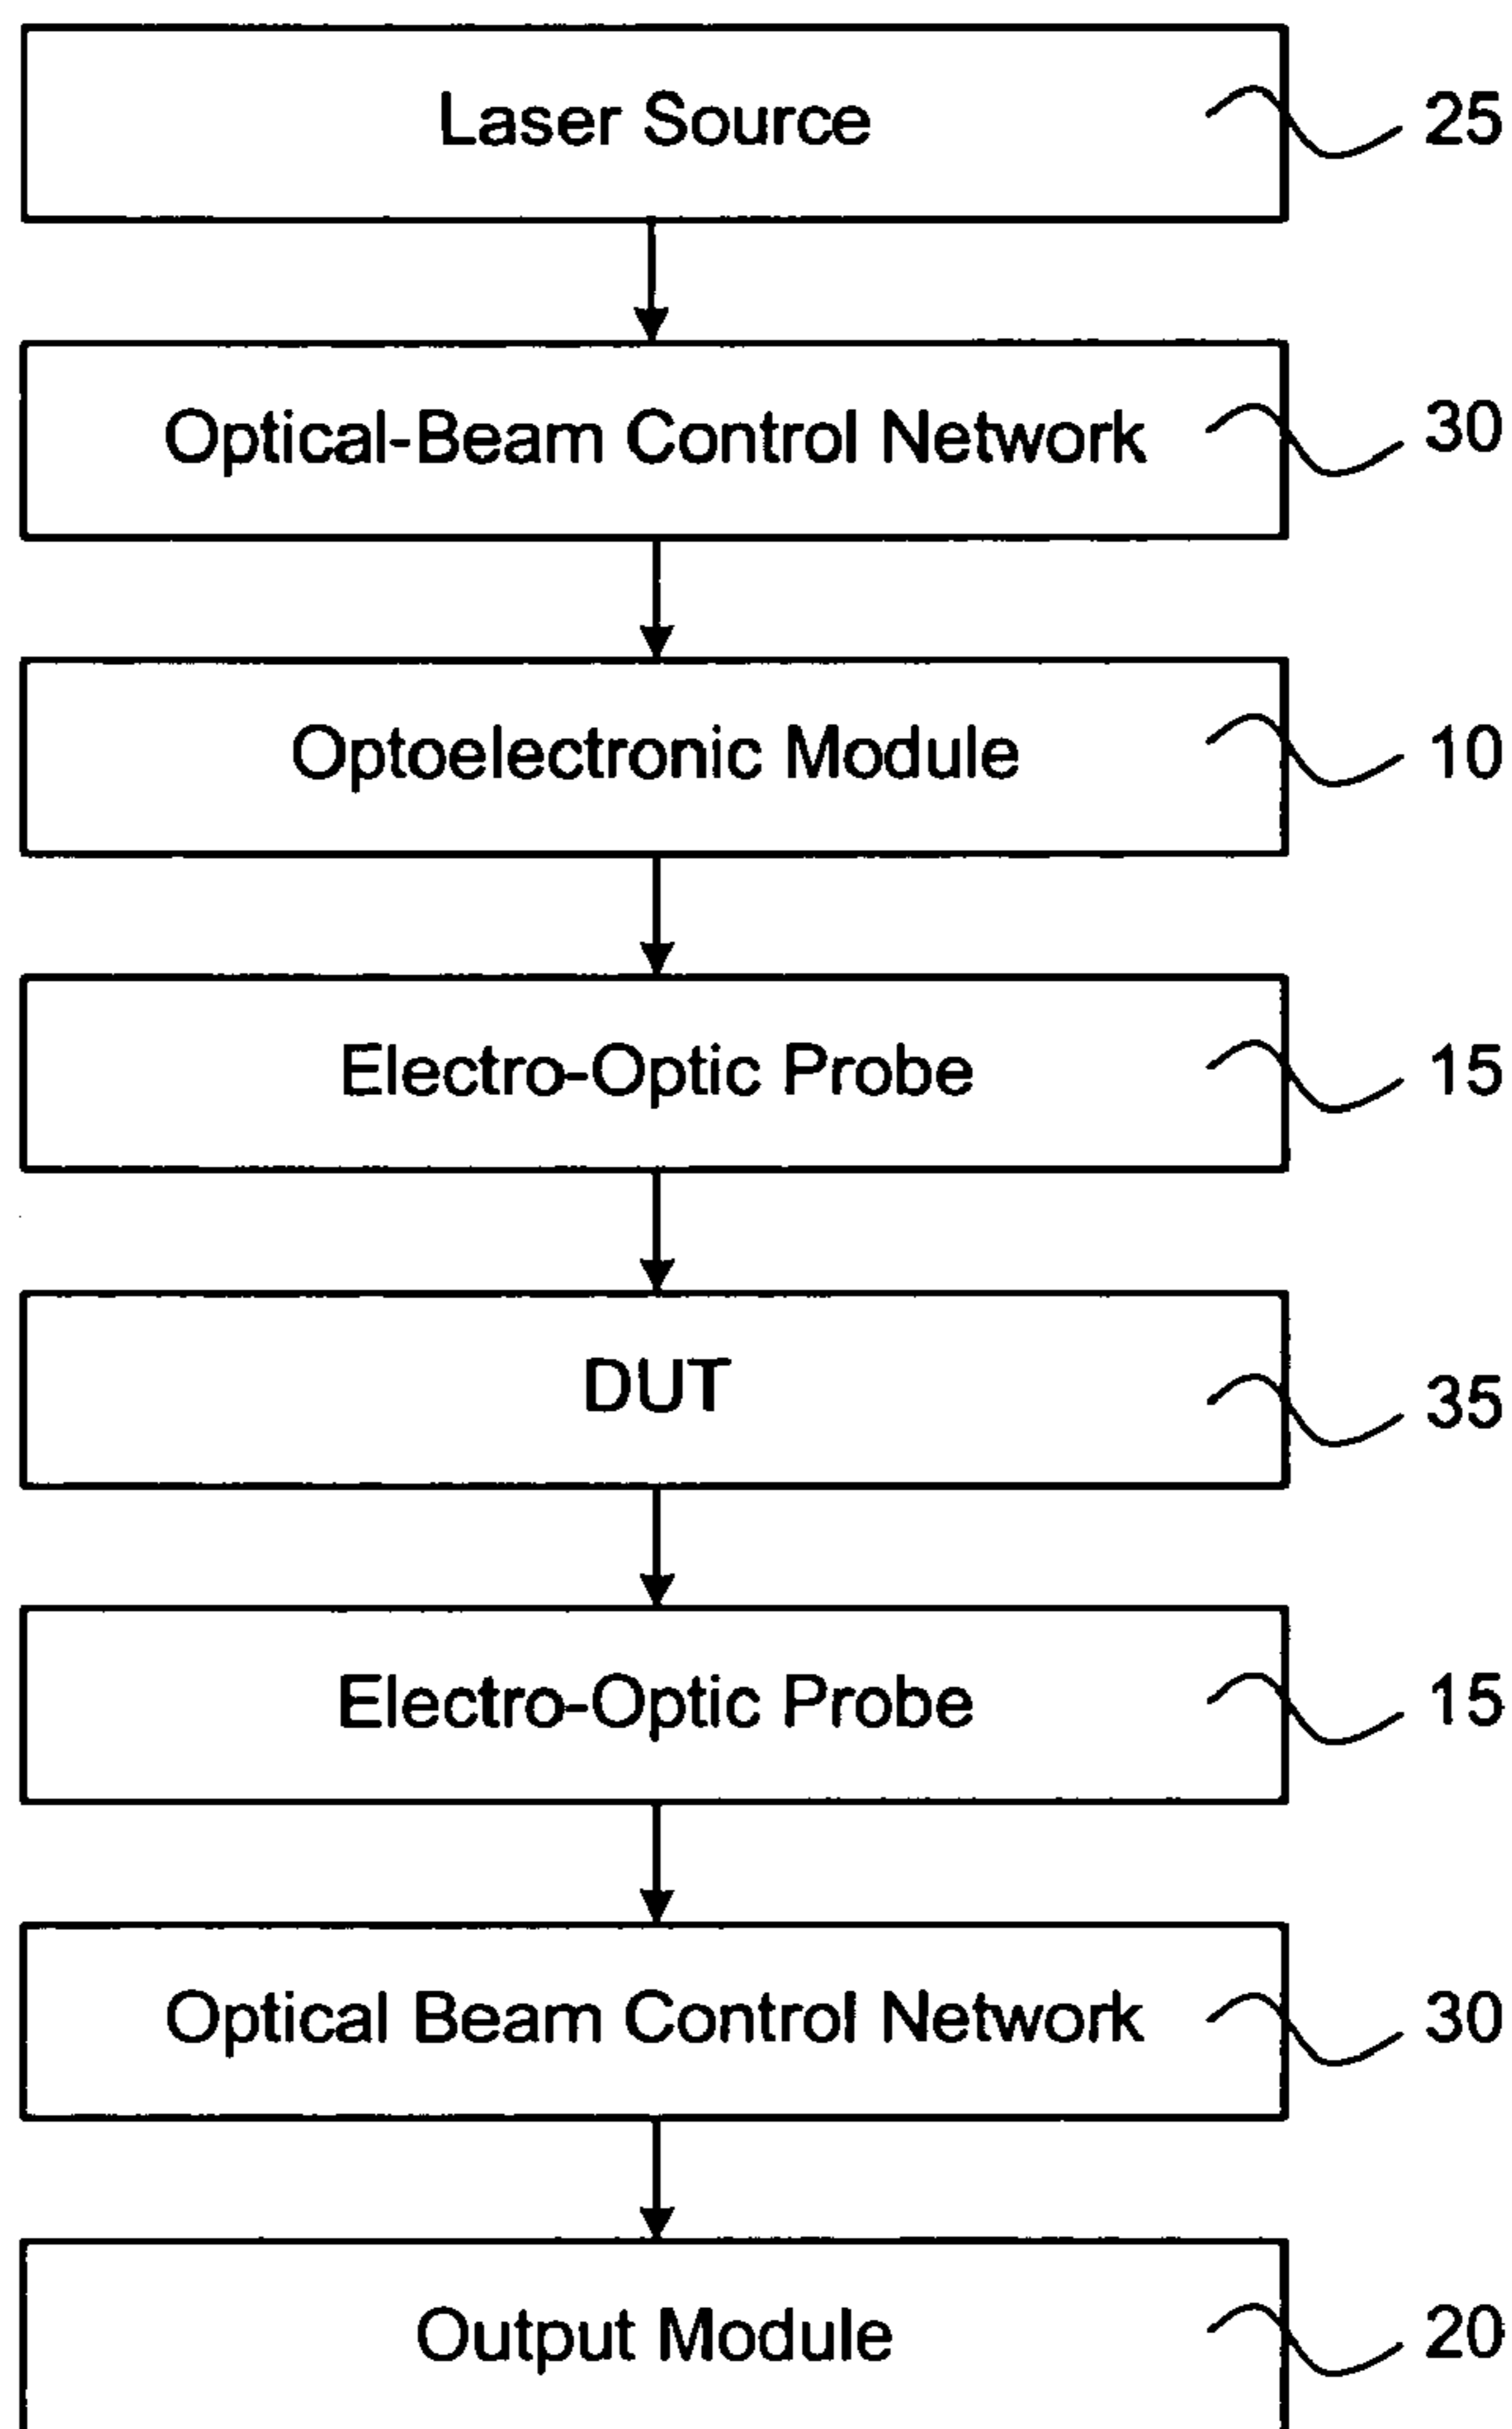 Laser Source 25
Optical-Beam Control Network 30
Optoelectronic Module 10
Electro-Optic Probe 15
DUT 35
Electro-Optic Probe 15
Optical Beam Control Network 30
Output Module 20